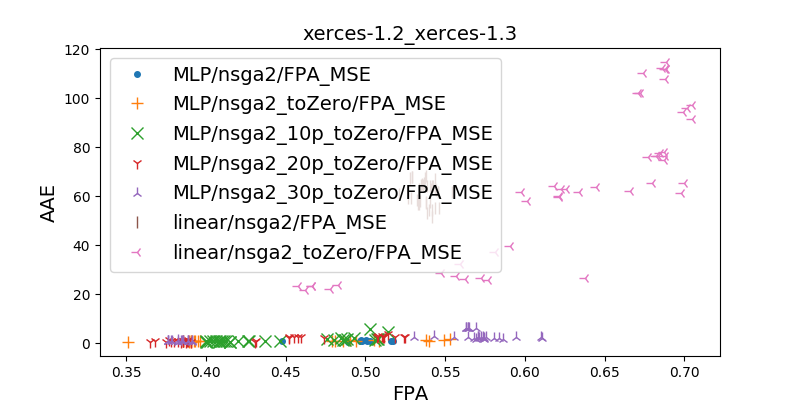 xerces-1.2_xerces-1.3
120
100
80
60
40
20
0
AAE
MLP/nsga2/FPA_MSE
MLP/nsga2_toZero/FPA_MSE
MLP/nsga2_10p_toZero/FPA_MSE
MLP/nsga2_20p_toZero/FPA_MSE
MLP/nsga2_30p_toZero/FPA_MSE
linear/nsga2/FPA_MSE
linear/nsga2_toZero/FPA_MSE
0.35 0.40 0.45 0.50 0.55 0.60 0.65 0.70
FPA